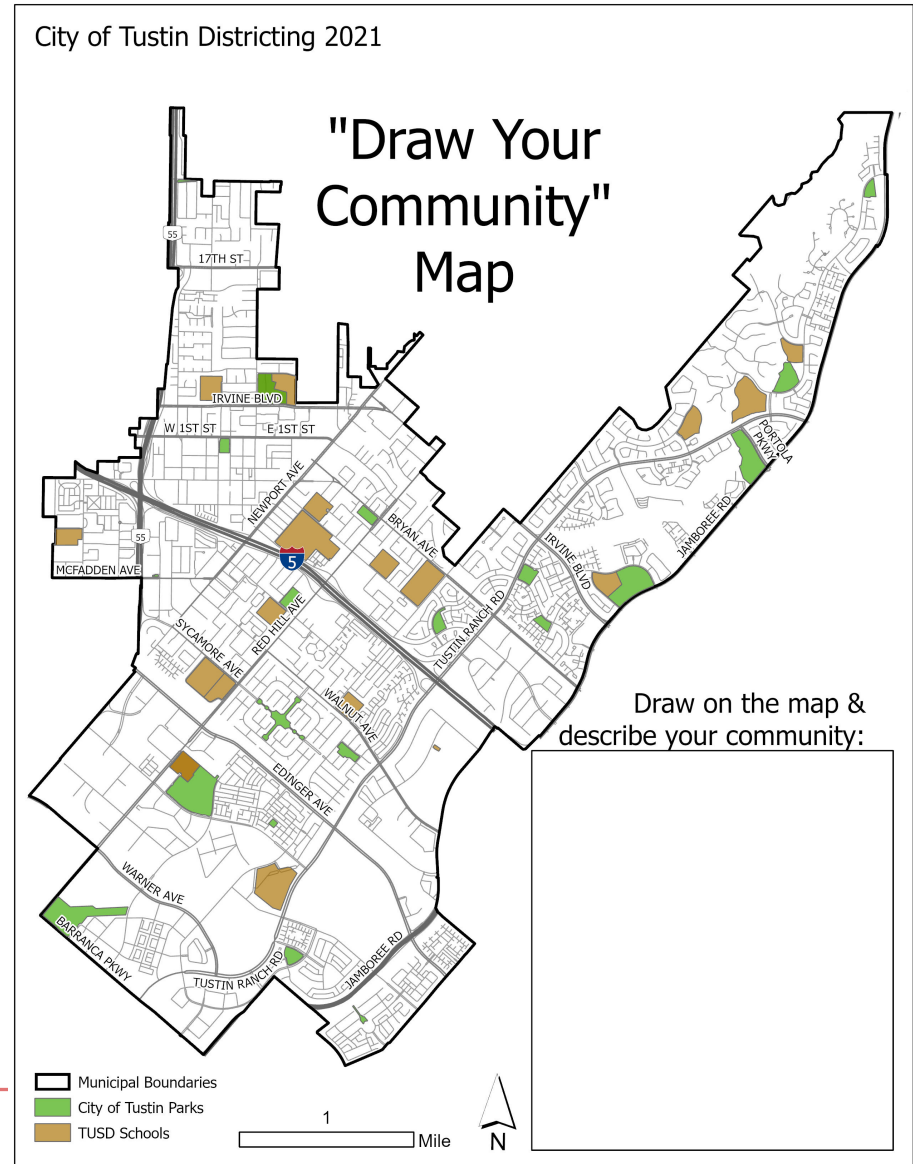 City of Tustin Districting 2021
"Draw Your
Community"
Map
55
17TH ST
IRVINE BLVD
W 1ST ST
E 1ST ST
NEWPORT AVE
BRYAN AVE
PORTOLA
PKWY
JAMBOREE RD
IRVINE BLVD
55
5
MCFADDEN AVE
RED HILL AVE
TUSTIN RANCH RD
SYCAMORE AVE
WALNUT AVE
EDINGER AVE
WARNER AVE
BARRANCA PKWY
TUSTIN RANCH RD
JAMBOREE RD
Draw on the map &
describe your community:
Municipal Boundaries
City of Tustin Parks
TUSD Schools
1
Mile
N